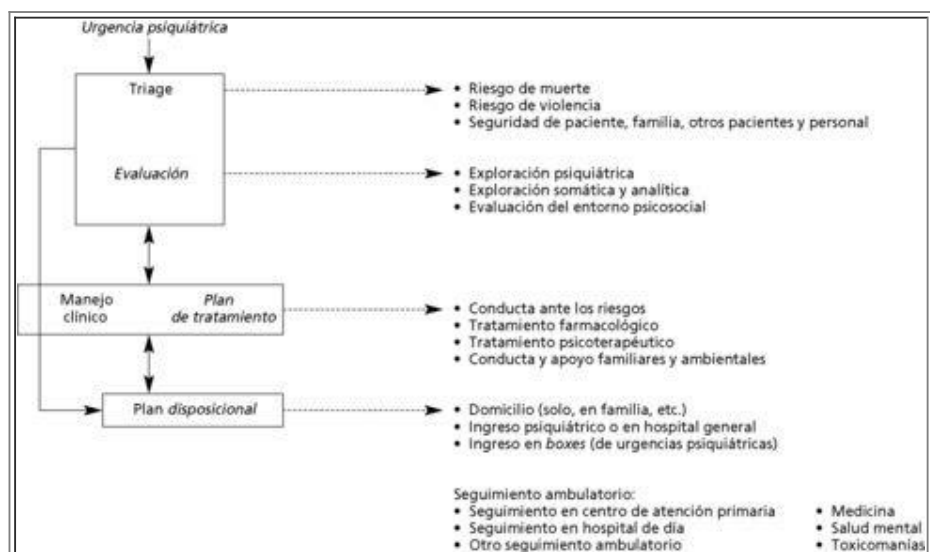 Urgencia psiquiátrica
Triage
• Riesgo de muerte
• Riesgo de violencia
• Seguridad de paciente, familia, otros pacientes y personal
Evaluación
• Exploración psiquiátrica
• Exploración somática y analítica
• Evaluación del entorno psicosocial
Manejo clínico
Plan de tratamiento
• Conducta ante los riesgos
• Tratamiento farmacológico
• Tratamiento psicoterapéutico
• Conducta y apoyo familiares y ambientales
Plan disposicional
• Domicilio (solo, en familia, etc.)
• Ingreso psiquiátrico o en hospital general
• Ingreso en boxes (de urgencias psiquiátricas)
Seguimiento ambulatorio:
• Seguimiento en centro de atención primaria
• Seguimiento en hospital de día
• Otro seguimiento ambulatorio
• Medicina
• Salud mental
• Toxicomanías